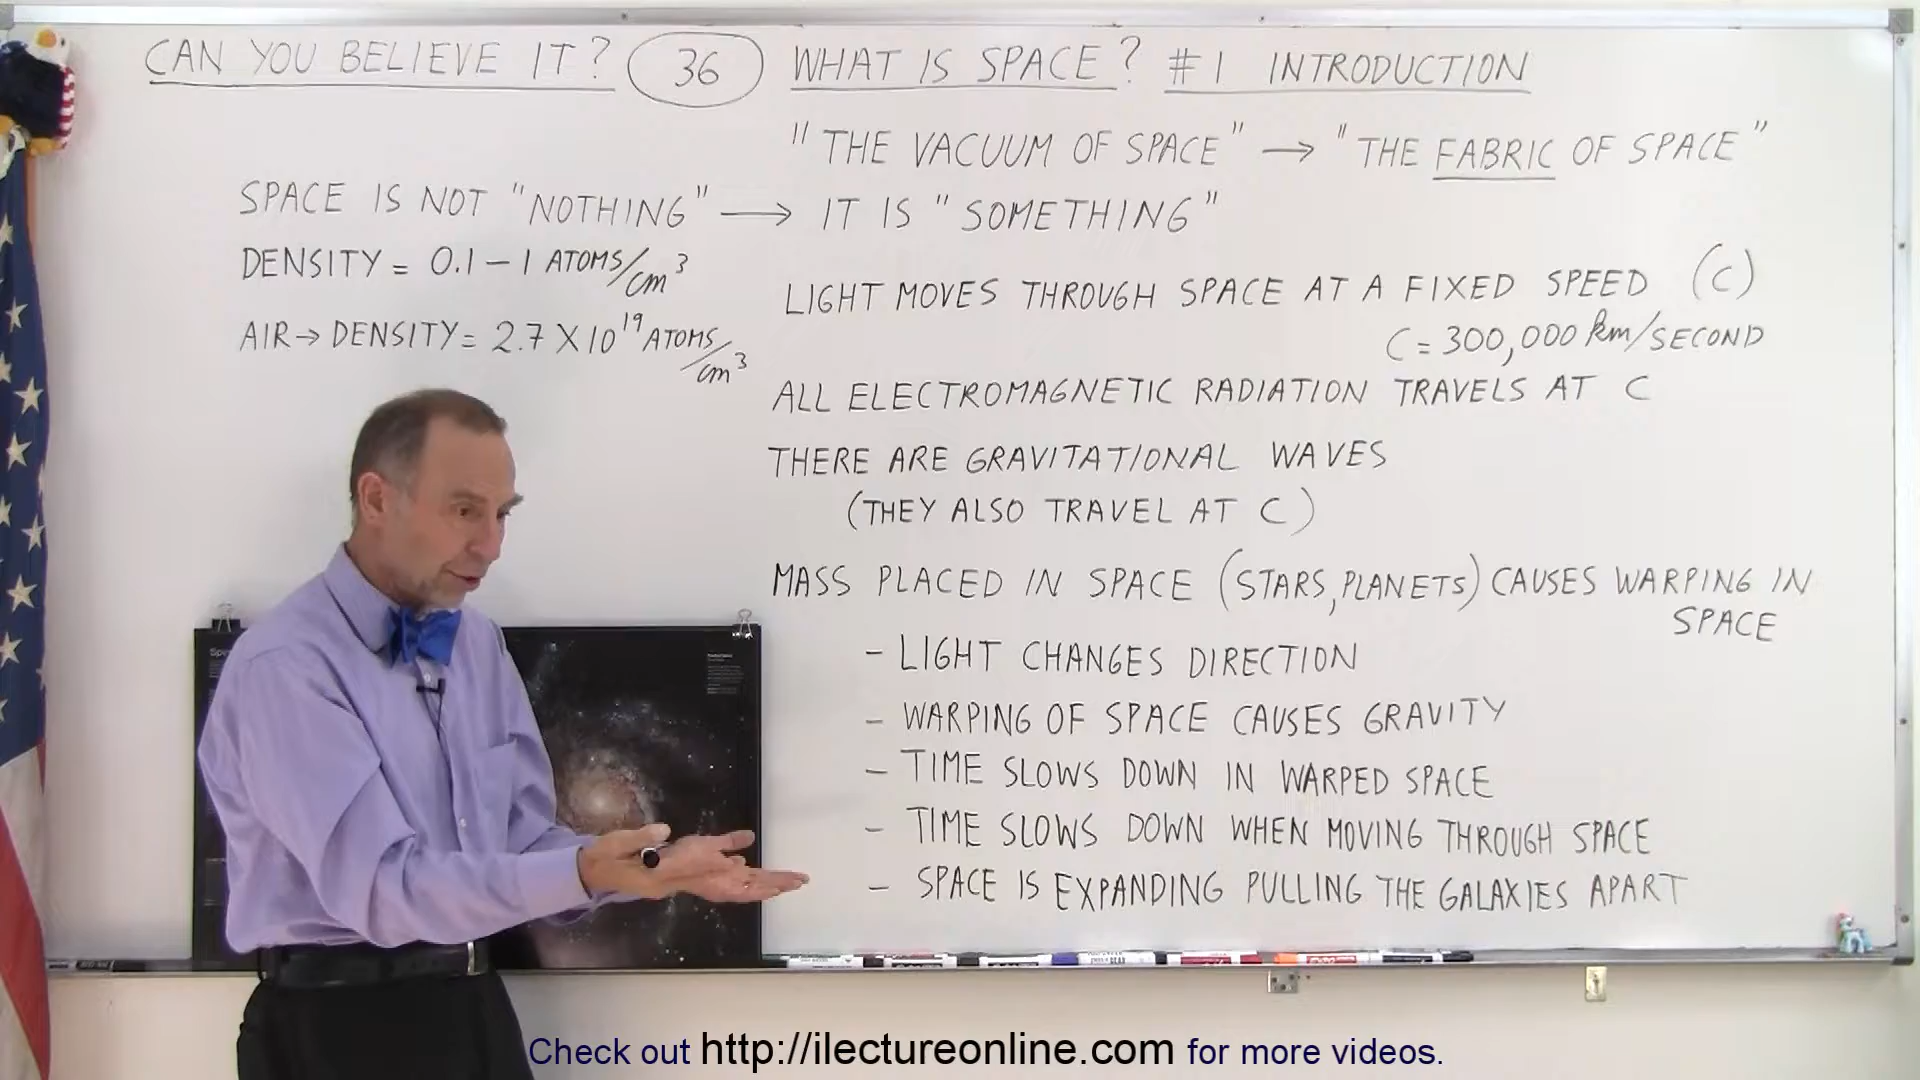 CAN YOU BELIEVE IT? 36 WHAT IS SPACE? #1 INTRODUCTION
"THE VACUUM OF SPACE" → "THE FABRIC OF SPACE"
SPACE IS NOT "NOTHING" → IT IS "SOMETHING"
DENSITY = 0.1 – 1 ATOMS/cm³
AIR → DENSITY = 2.7 X 10¹⁹ ATOMS/cm³
LIGHT MOVES THROUGH SPACE AT A FIXED SPEED (C)
C = 300,000 km/SECOND
ALL ELECTROMAGNETIC RADIATION TRAVELS AT C
THERE ARE GRAVITATIONAL WAVES
(THEY ALSO TRAVEL AT C)
MASS PLACED IN SPACE (STARS, PLANETS) CAUSES WARPING IN
SPACE
- LIGHT CHANGES DIRECTION
- WARPING OF SPACE CAUSES GRAVITY
- TIME SLOWS DOWN IN WARPED SPACE
- TIME SLOWS DOWN WHEN MOVING THROUGH SPACE
- SPACE IS EXPANDING PULLING THE GALAXIES APART
Check out http://ilectureonline.com for more videos.